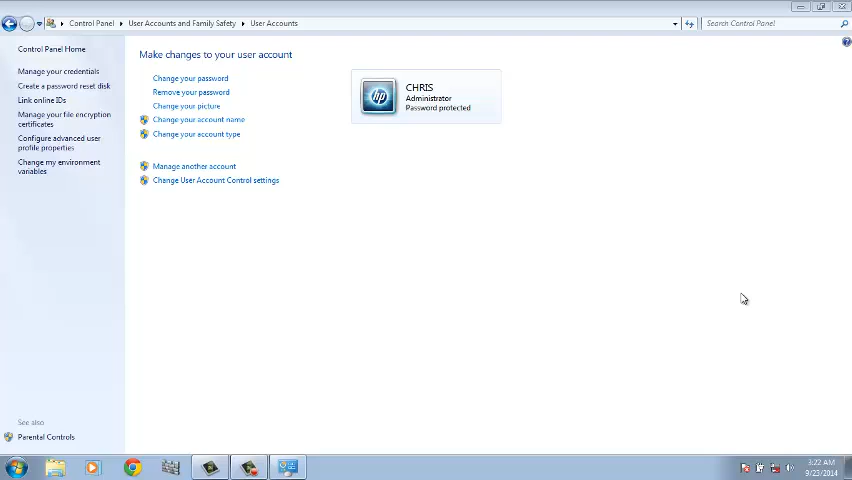 Control Panel ▸ User Accounts and Family Safety ▸ User Accounts
Search Control Panel
Control Panel Home
Manage your credentials
Create a password reset disk
Link online IDs
Manage your file encryption
certificates
Configure advanced user
profile properties
Change my environment
variables
Make changes to your user account
Change your password
Remove your password
Change your picture
Change your account name
Change your account type
Manage another account
Change User Account Control settings
hp
CHRIS
Administrator
Password protected
See also
Parental Controls
3:22 AM
9/23/2014